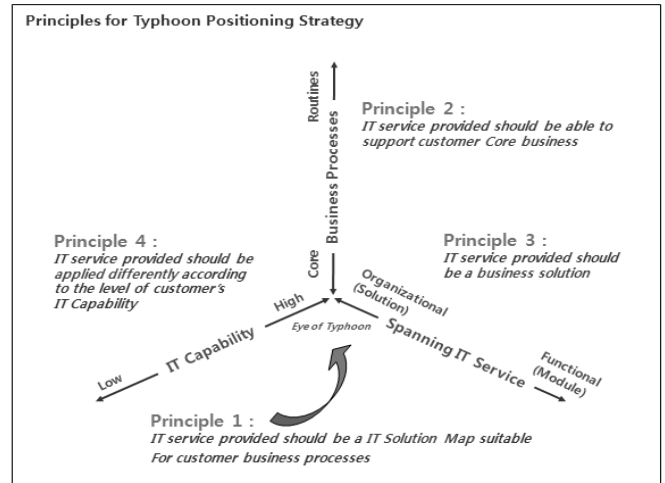 Principles for Typhoon Positioning Strategy
Routines
Business Processes
Core
Principle 2 :
IT service provided should be able to
support customer Core business
Principle 4 :
IT service provided should be
applied differently according
to the level of customer's
IT Capability
Principle 3 :
IT service provided should
be a business solution
High
IT Capability
Low
Eye of Typhoon
Organizational
(Solution)
Spanning IT Service
Functional
(Module)
Principle 1 :
IT service provided should be a IT Solution Map suitable
For customer business processes